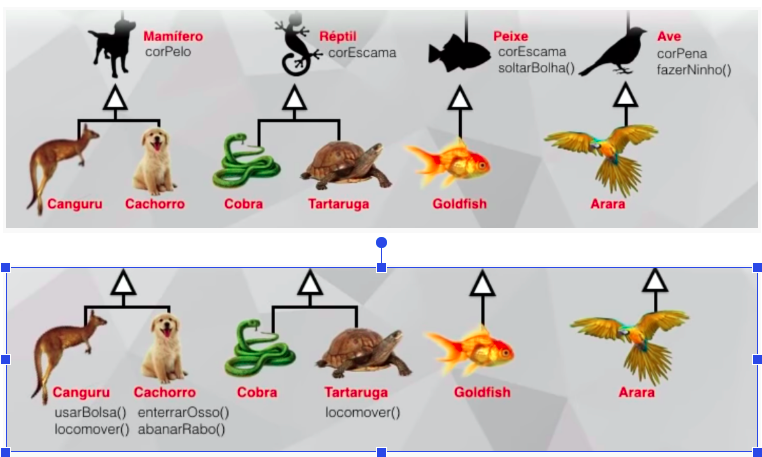 Mamífero
corPelo
Réptil
corEscama
Peixe
corEscama
soltarBolha()
Ave
corPena
fazerNinho()
Canguru
Cachorro
Cobra
Tartaruga
Goldfish
Arara
Canguru
usarBolsa()
locomover()
Cachorro
enterrarOsso()
abanarRabo()
Cobra
Tartaruga
locomover()
Goldfish
Arara